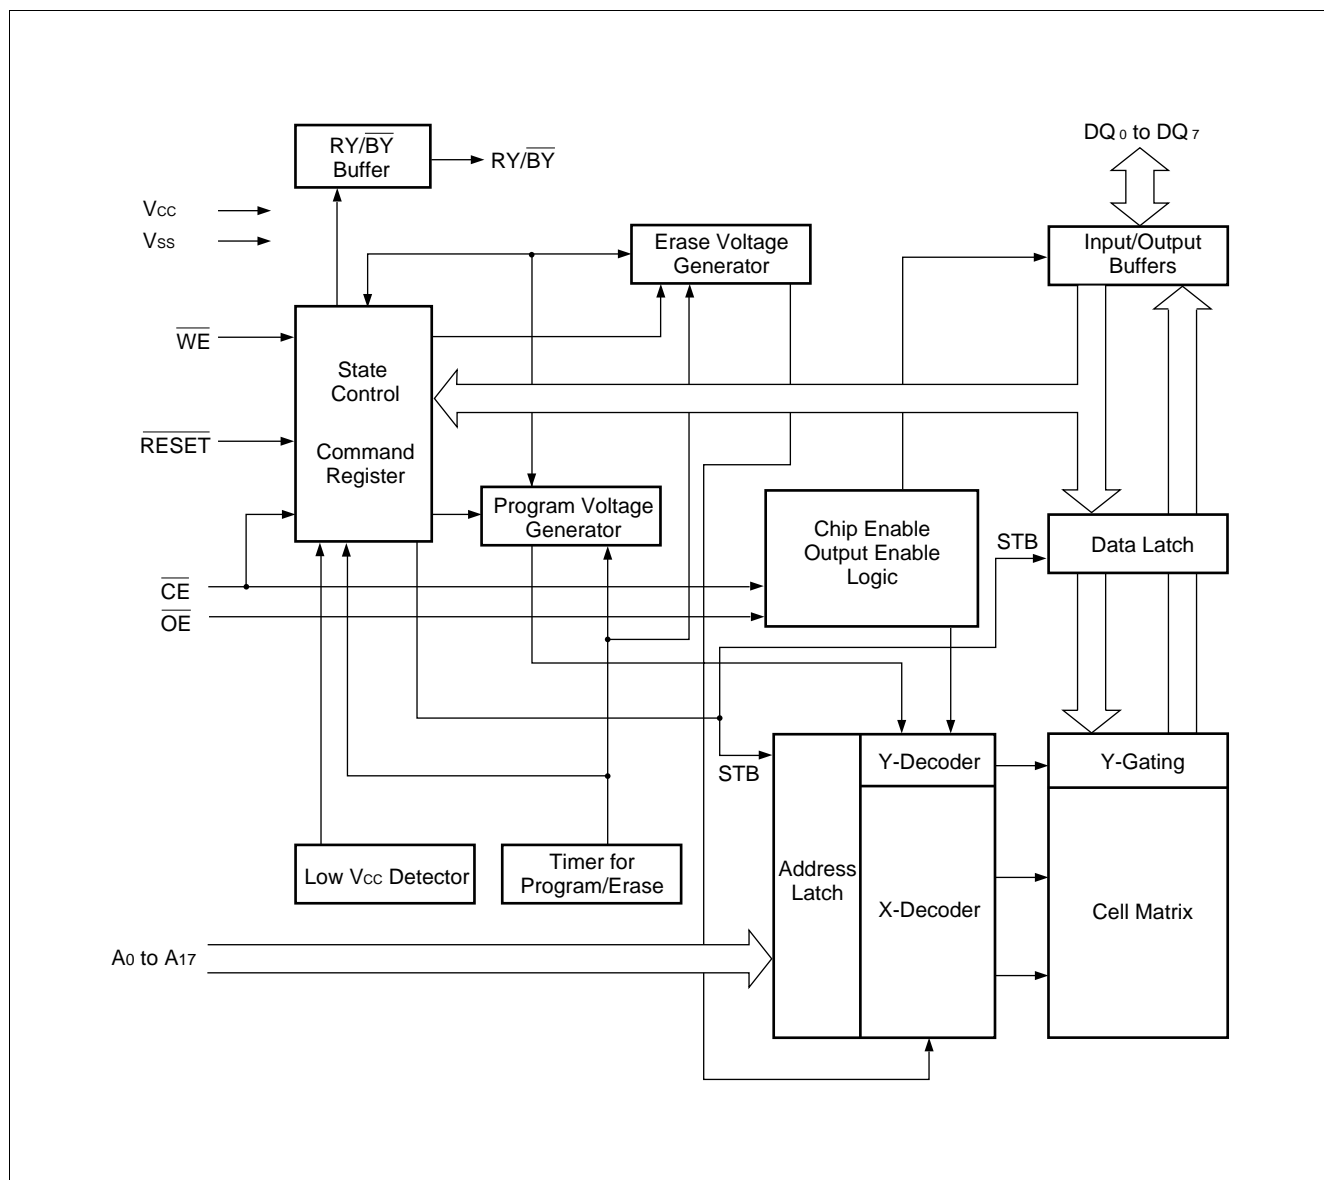 RY/BY
Buffer
RY/BY
DQ0 to DQ7
VCC
VSS
Erase Voltage
Generator
Input/Output
Buffers
WE
State
Control
RESET
Command
Register
Program Voltage
Generator
Chip Enable
Output Enable
Logic
STB
Data Latch
CE
OE
STB
Y-Decoder
Y-Gating
Low VCC Detector
Timer for
Program/Erase
Address
Latch
X-Decoder
Cell Matrix
A0 to A17